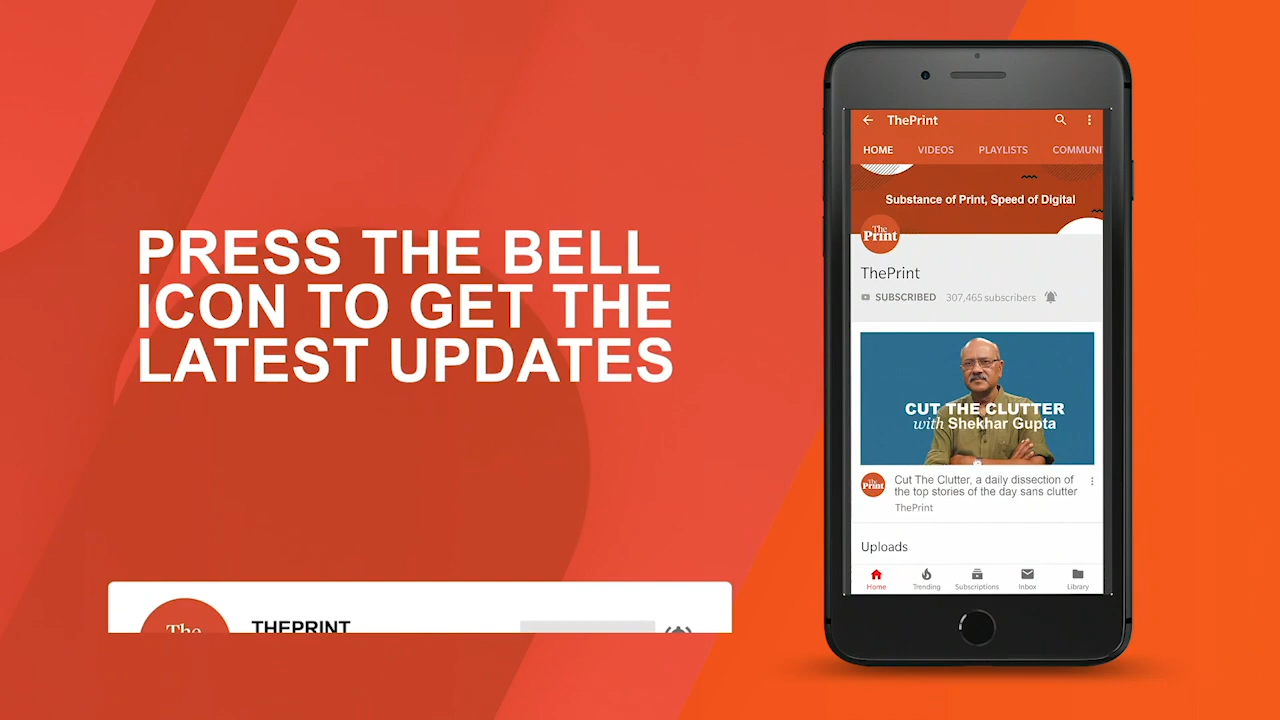 PRESS THE BELL
ICON TO GET THE
LATEST UPDATES
The
THEPRINT
ThePrint
HOME VIDEOS PLAYLISTS COMMUNI
Substance of Print, Speed of Digital
The
Print
ThePrint
SUBSCRIBED 307,465 subscribers
CUT THE CLUTTER
with Shekhar Gupta
The
Print
Cut The Clutter, a daily dissection of
the top stories of the day sans clutter
ThePrint
Uploads
Home Trending Subscriptions Inbox Library